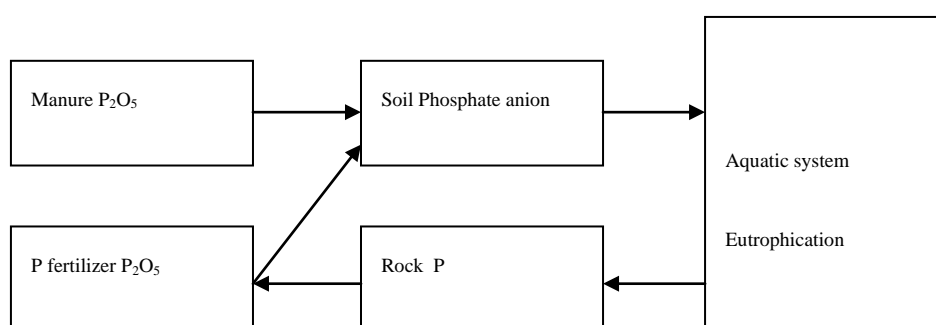 Manure P₂O₅
Soil Phosphate anion
Aquatic system
Eutrophication
P fertilizer P₂O₅
Rock P